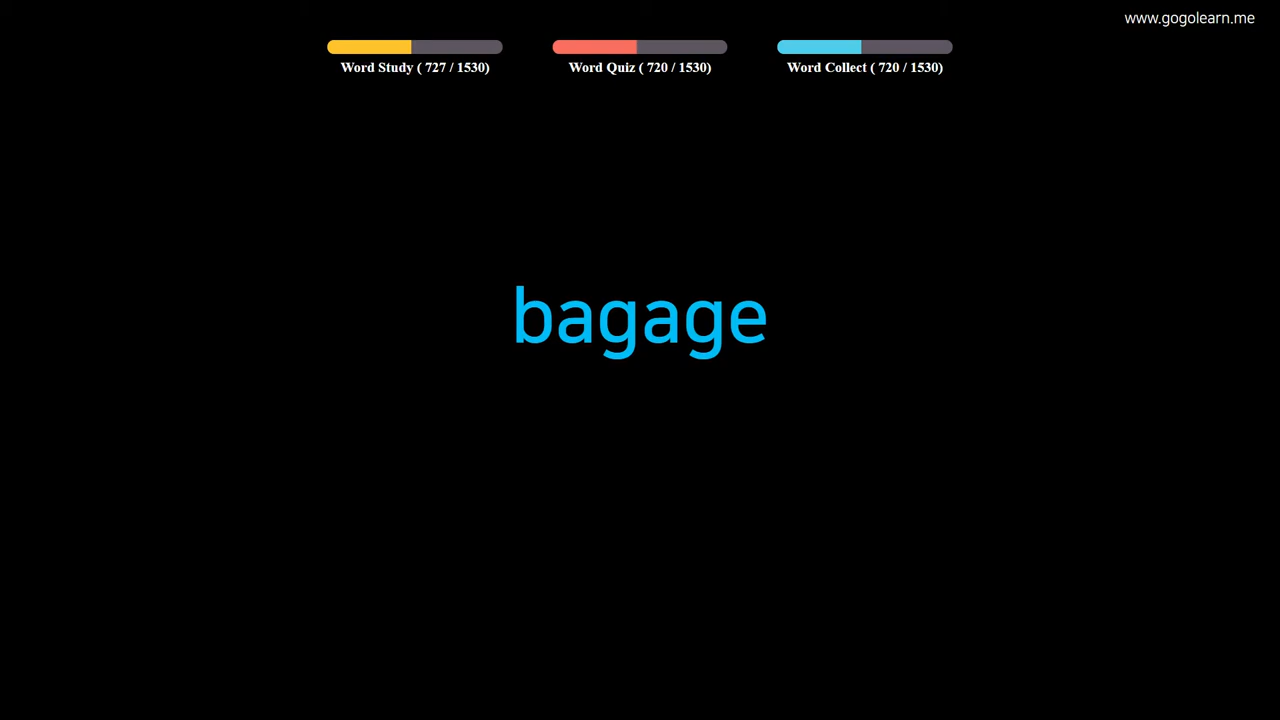 www.gogolearn.me
Word Study ( 727 / 1530)
Word Quiz ( 720 / 1530)
Word Collect ( 720 / 1530)
bagage